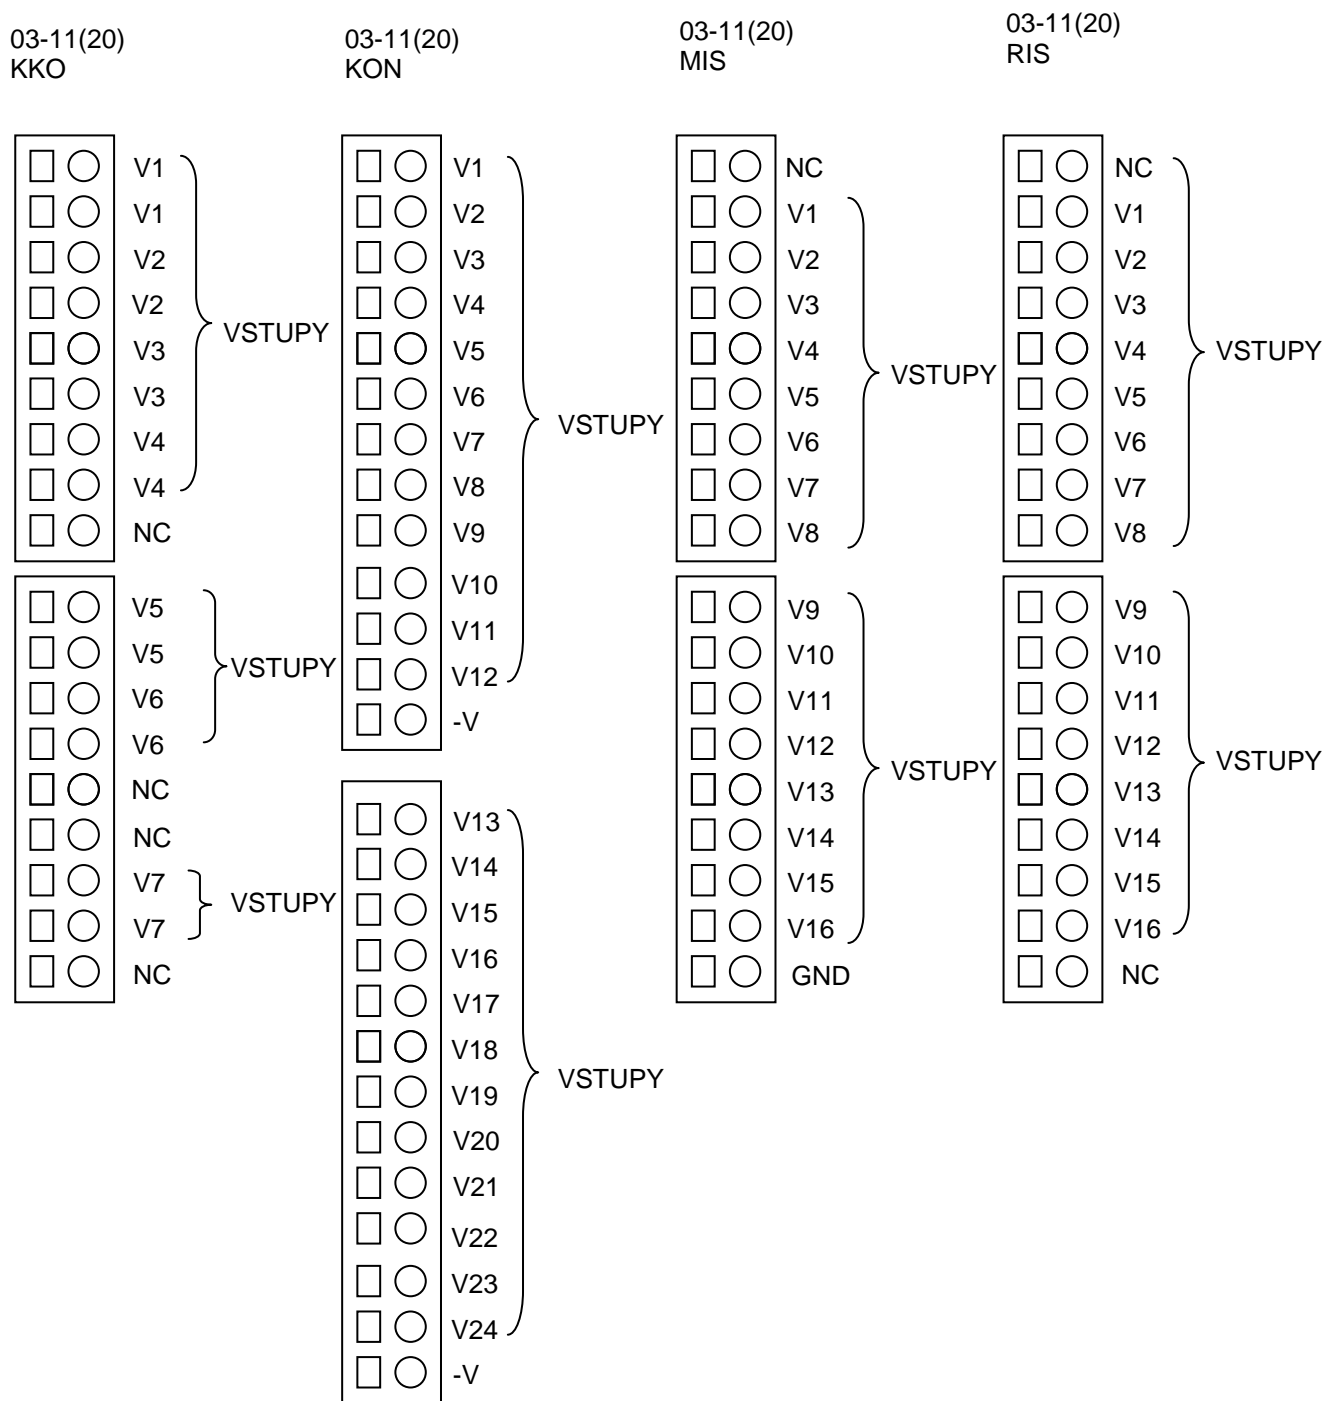 03-11(20)
KKO
V1
V1
V2
V2
V3
V3
V4
V4
NC
VSTUPY
V5
V5
V6
V6
NC
NC
V7
V7
NC
VSTUPY
VSTUPY
03-11(20)
KON
V1
V2
V3
V4
V5
V6
V7
V8
V9
V10
V11
V12
-V
VSTUPY
V13
V14
V15
V16
V17
V18
V19
V20
V21
V22
V23
V24
-V
VSTUPY
03-11(20)
MIS
NC
V1
V2
V3
V4
V5
V6
V7
V8
VSTUPY
V9
V10
V11
V12
V13
V14
V15
V16
GND
VSTUPY
03-11(20)
RIS
NC
V1
V2
V3
V4
V5
V6
V7
V8
VSTUPY
V9
V10
V11
V12
V13
V14
V15
V16
NC
VSTUPY